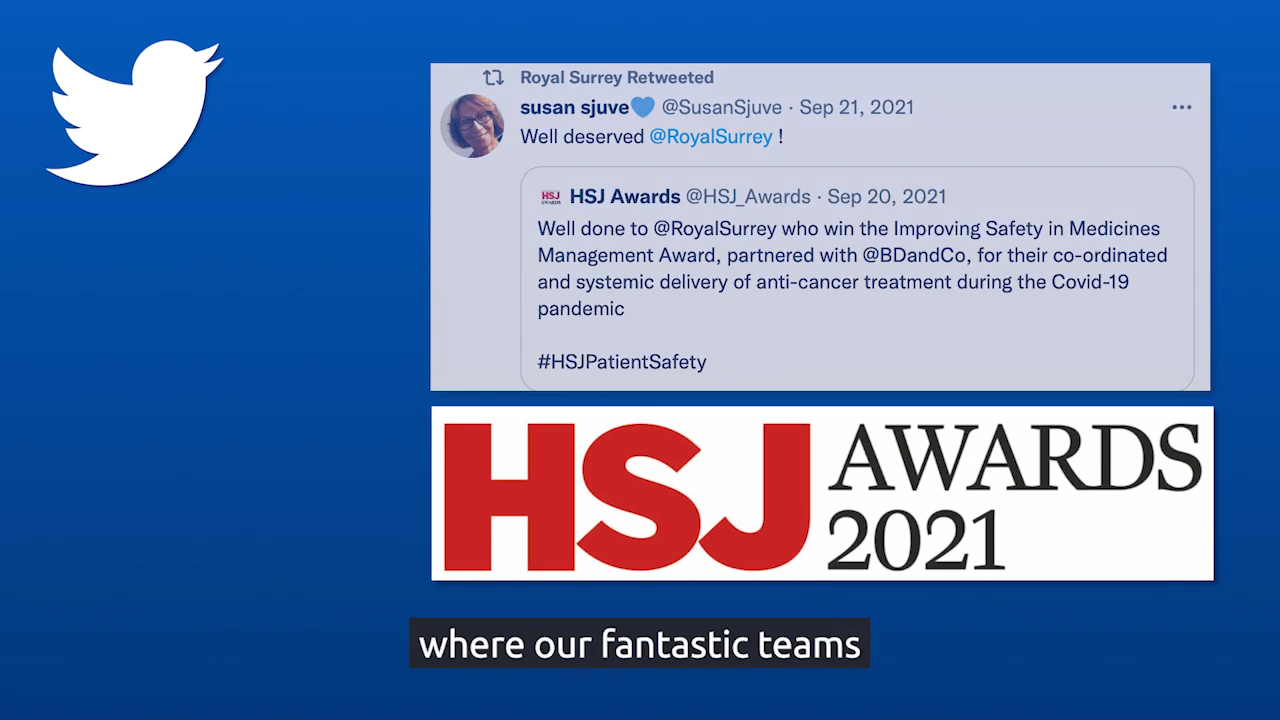 Royal Surrey Retweeted
susan sjuve💙 @SusanSjuve · Sep 21, 2021
Well deserved @RoyalSurrey !
HSJ AWARDS HSJ Awards @HSJ_Awards · Sep 20, 2021
Well done to @RoyalSurrey who win the Improving Safety in Medicines
Management Award, partnered with @BDandCo, for their co-ordinated
and systemic delivery of anti-cancer treatment during the Covid-19
pandemic
#HSJPatientSafety
HSJ AWARDS
2021
where our fantastic teams